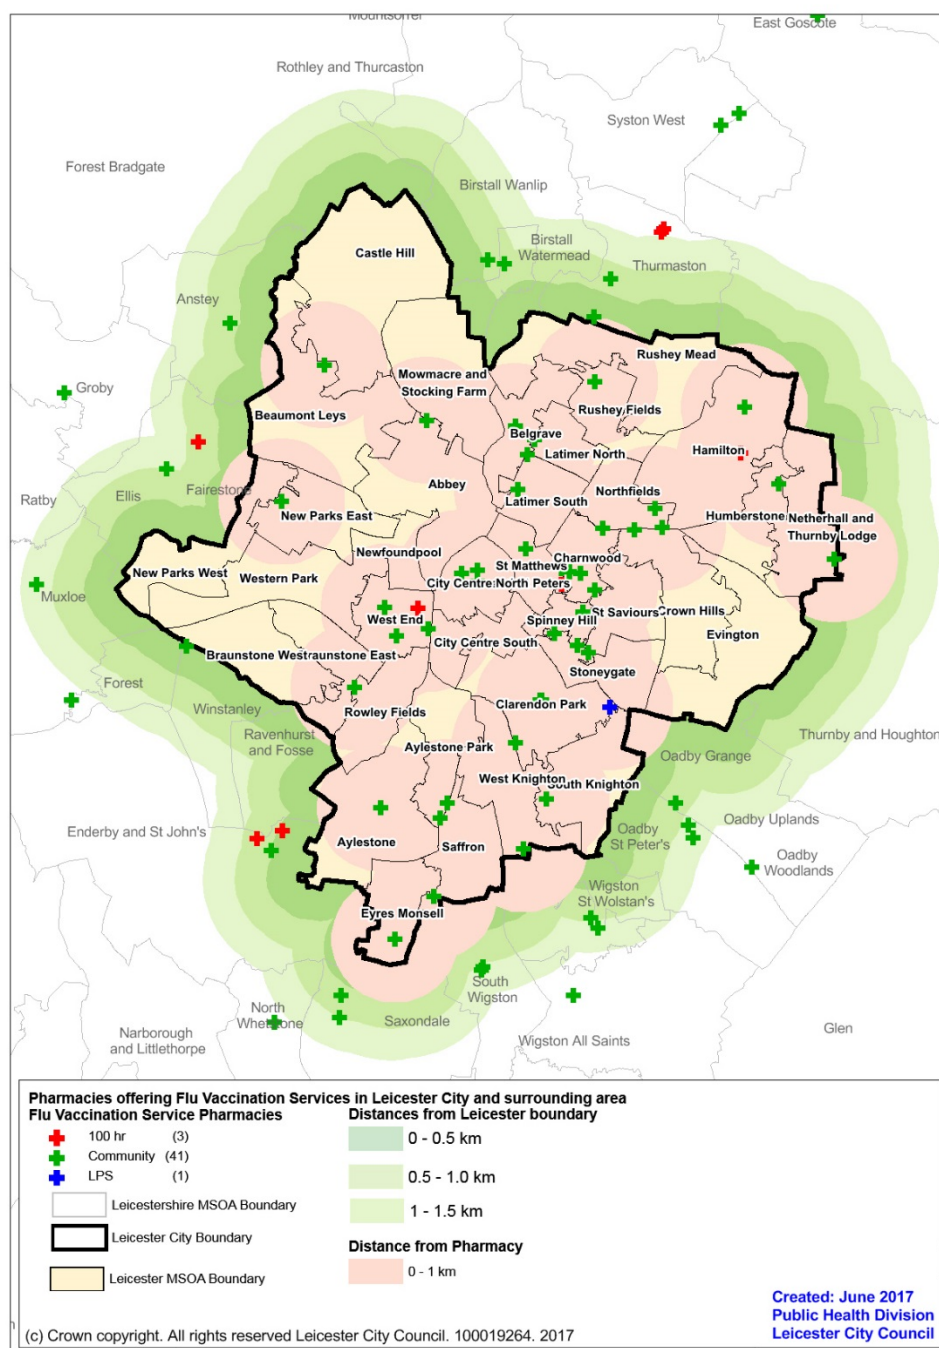 Mountsorrel
East Goscote
Rothley and Thurcaston
Syston West
Forest Bradgate
Birstall Wanlip
Birstall
Watermead
Castle Hill
Thurmaston
Anstey
Rushey Mead
Mowmacre and
Stocking Farm
Groby
Beaumont Leys
Rushey Fields
Belgrave
Latimer North
Hamilton
Abbey
Ratby
Ellis
Fairestone
Northfields
Latimer South
New Parks East
Humberstone
Netherhall and
Thurnby Lodge
Newfoundpool
Charnwood
St Matthews
New Parks West
Western Park
City Centre North
St Peters
Muxloe
West End
St Saviours
Crown Hills
Spinney Hill
Evington
City Centre South
Braunstone West
Braunstone East
Stoneygate
Forest
Winstanley
Rowley Fields
Clarendon Park
Ravenhurst
and Fosse
Thurnby and Houghton
Aylestone Park
Oadby Grange
West Knighton
South Knighton
Enderby and St John's
Oadby Uplands
Oadby
St Peter's
Aylestone
Saffron
Oadby
Woodlands
Wigston
St Wolstan's
Eyres Monsell
South
Wigston
North
Whetstone
Saxondale
Narborough
and Littlethorpe
Wigston All Saints
Glen
Pharmacies offering Flu Vaccination Services in Leicester City and surrounding area
Flu Vaccination Service Pharmacies
100 hr (3)
Community (41)
LPS (1)
Leicestershire MSOA Boundary
Leicester City Boundary
Leicester MSOA Boundary
Distances from Leicester boundary
0 - 0.5 km
0.5 - 1.0 km
1 - 1.5 km
Distance from Pharmacy
0 - 1 km
Created: June 2017
Public Health Division
Leicester City Council
(c) Crown copyright. All rights reserved Leicester City Council. 100019264. 2017